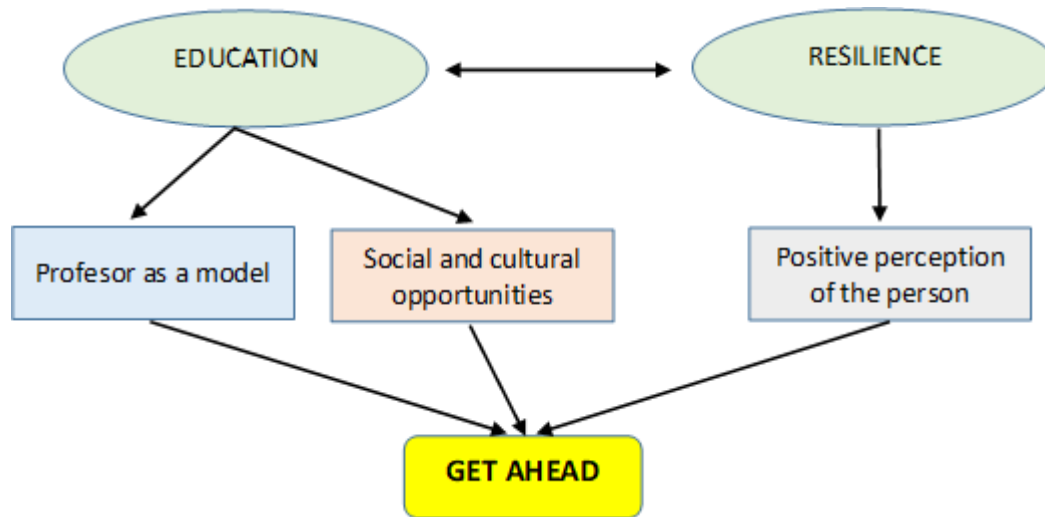 EDUCATION
RESILIENCE
Profesor as a model
Social and cultural
opportunities
Positive perception
of the person
GET AHEAD